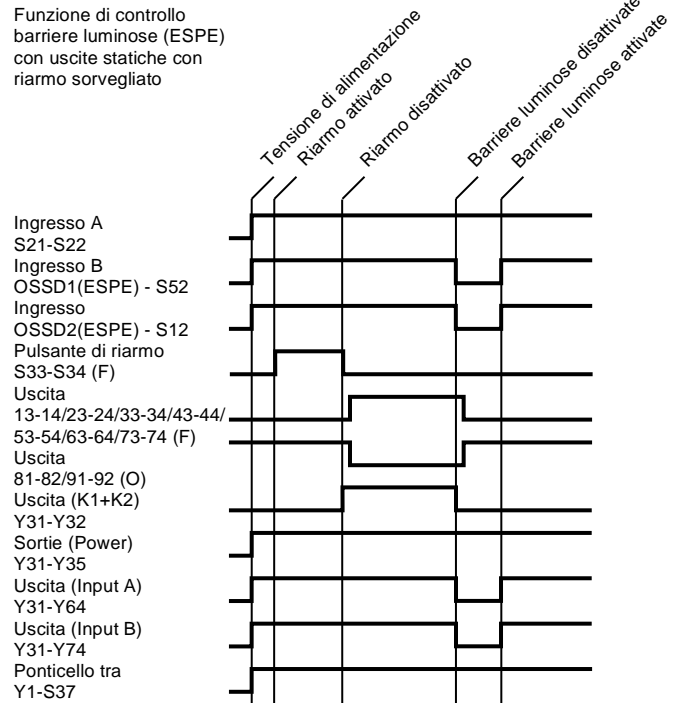 Funzione di controllo
barriere luminose (ESPE)
con uscite statiche con
riarmo sorvegliato
Tensione di alimentazione
Riarmo attivato
Riarmo disattivato
Barriere luminose disattivate
Barriere luminose attivate
Ingresso A
S21-S22
Ingresso B
OSSD1(ESPE) - S52
Ingresso
OSSD2(ESPE) - S12
Pulsante di riarmo
S33-S34 (F)
Uscita
13-14/23-24/33-34/43-44/
53-54/63-64/73-74 (F)
Uscita
81-82/91-92 (O)
Uscita (K1+K2)
Y31-Y32
Sortie (Power)
Y31-Y35
Uscita (Input A)
Y31-Y64
Uscita (Input B)
Y31-Y74
Ponticello tra
Y1-S37